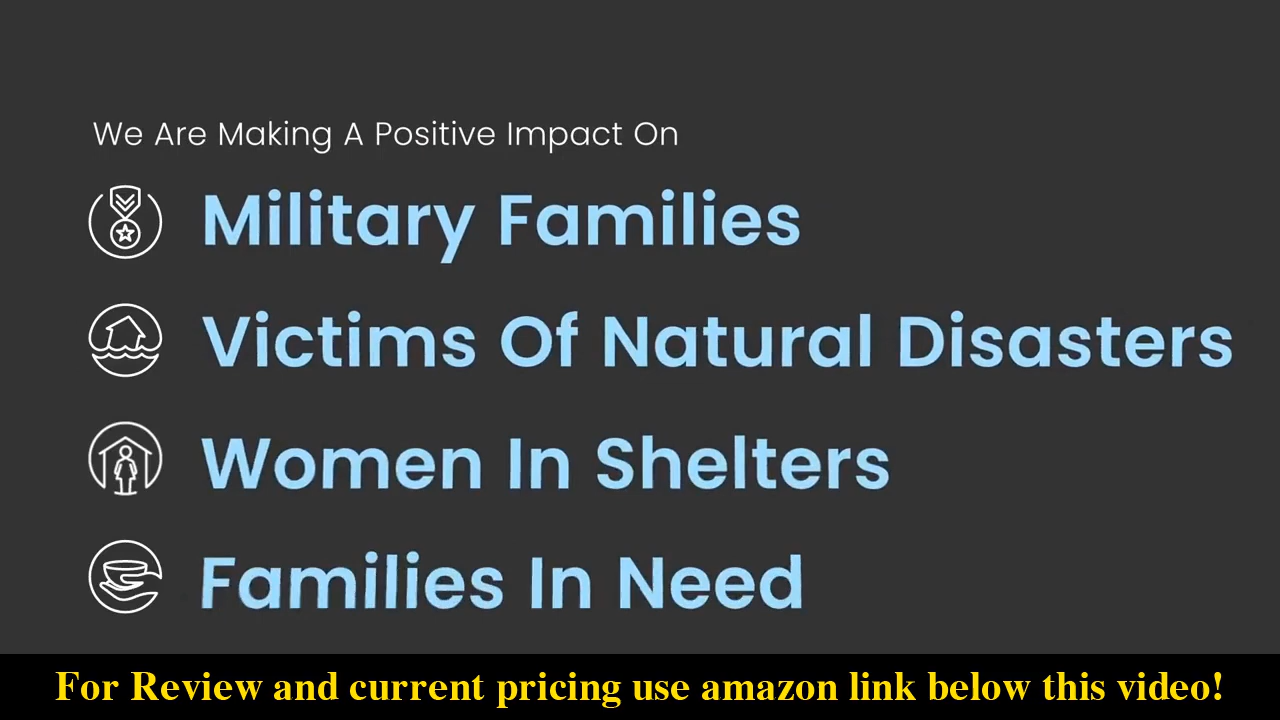 We Are Making A Positive Impact On
Military Families
Victims Of Natural Disasters
Women In Shelters
Families In Need
For Review and current pricing use amazon link below this video!